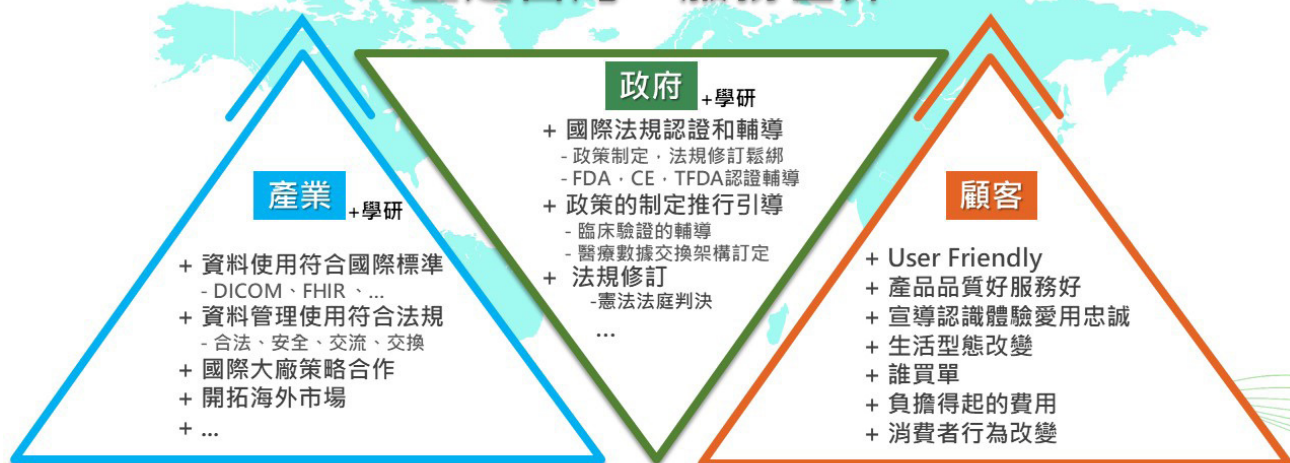 產業
+學研
+ 資料使用符合國際標準
- DICOM、FHIR 、...
+ 資料管理使用符合法規
- 合法、安全、交流、交換
+ 國際大廠策略合作
+ 開拓海外市場
+ ...
政府
+學研
+ 國際法規認證和輔導
- 政策制定，法規修訂鬆綁
- FDA，CE，TFDA認證輔導
+ 政策的制定推行引導
- 臨床驗證的輔導
- 醫療數據交換架構訂定
+ 法規修訂
-憲法法庭判決
...
顧客
+ User Friendly
+ 產品品質好服務好
+ 宣導認識體驗愛用忠誠
+ 生活型態改變
+ 誰買單
+ 負擔得起的費用
+ 消費者行為改變